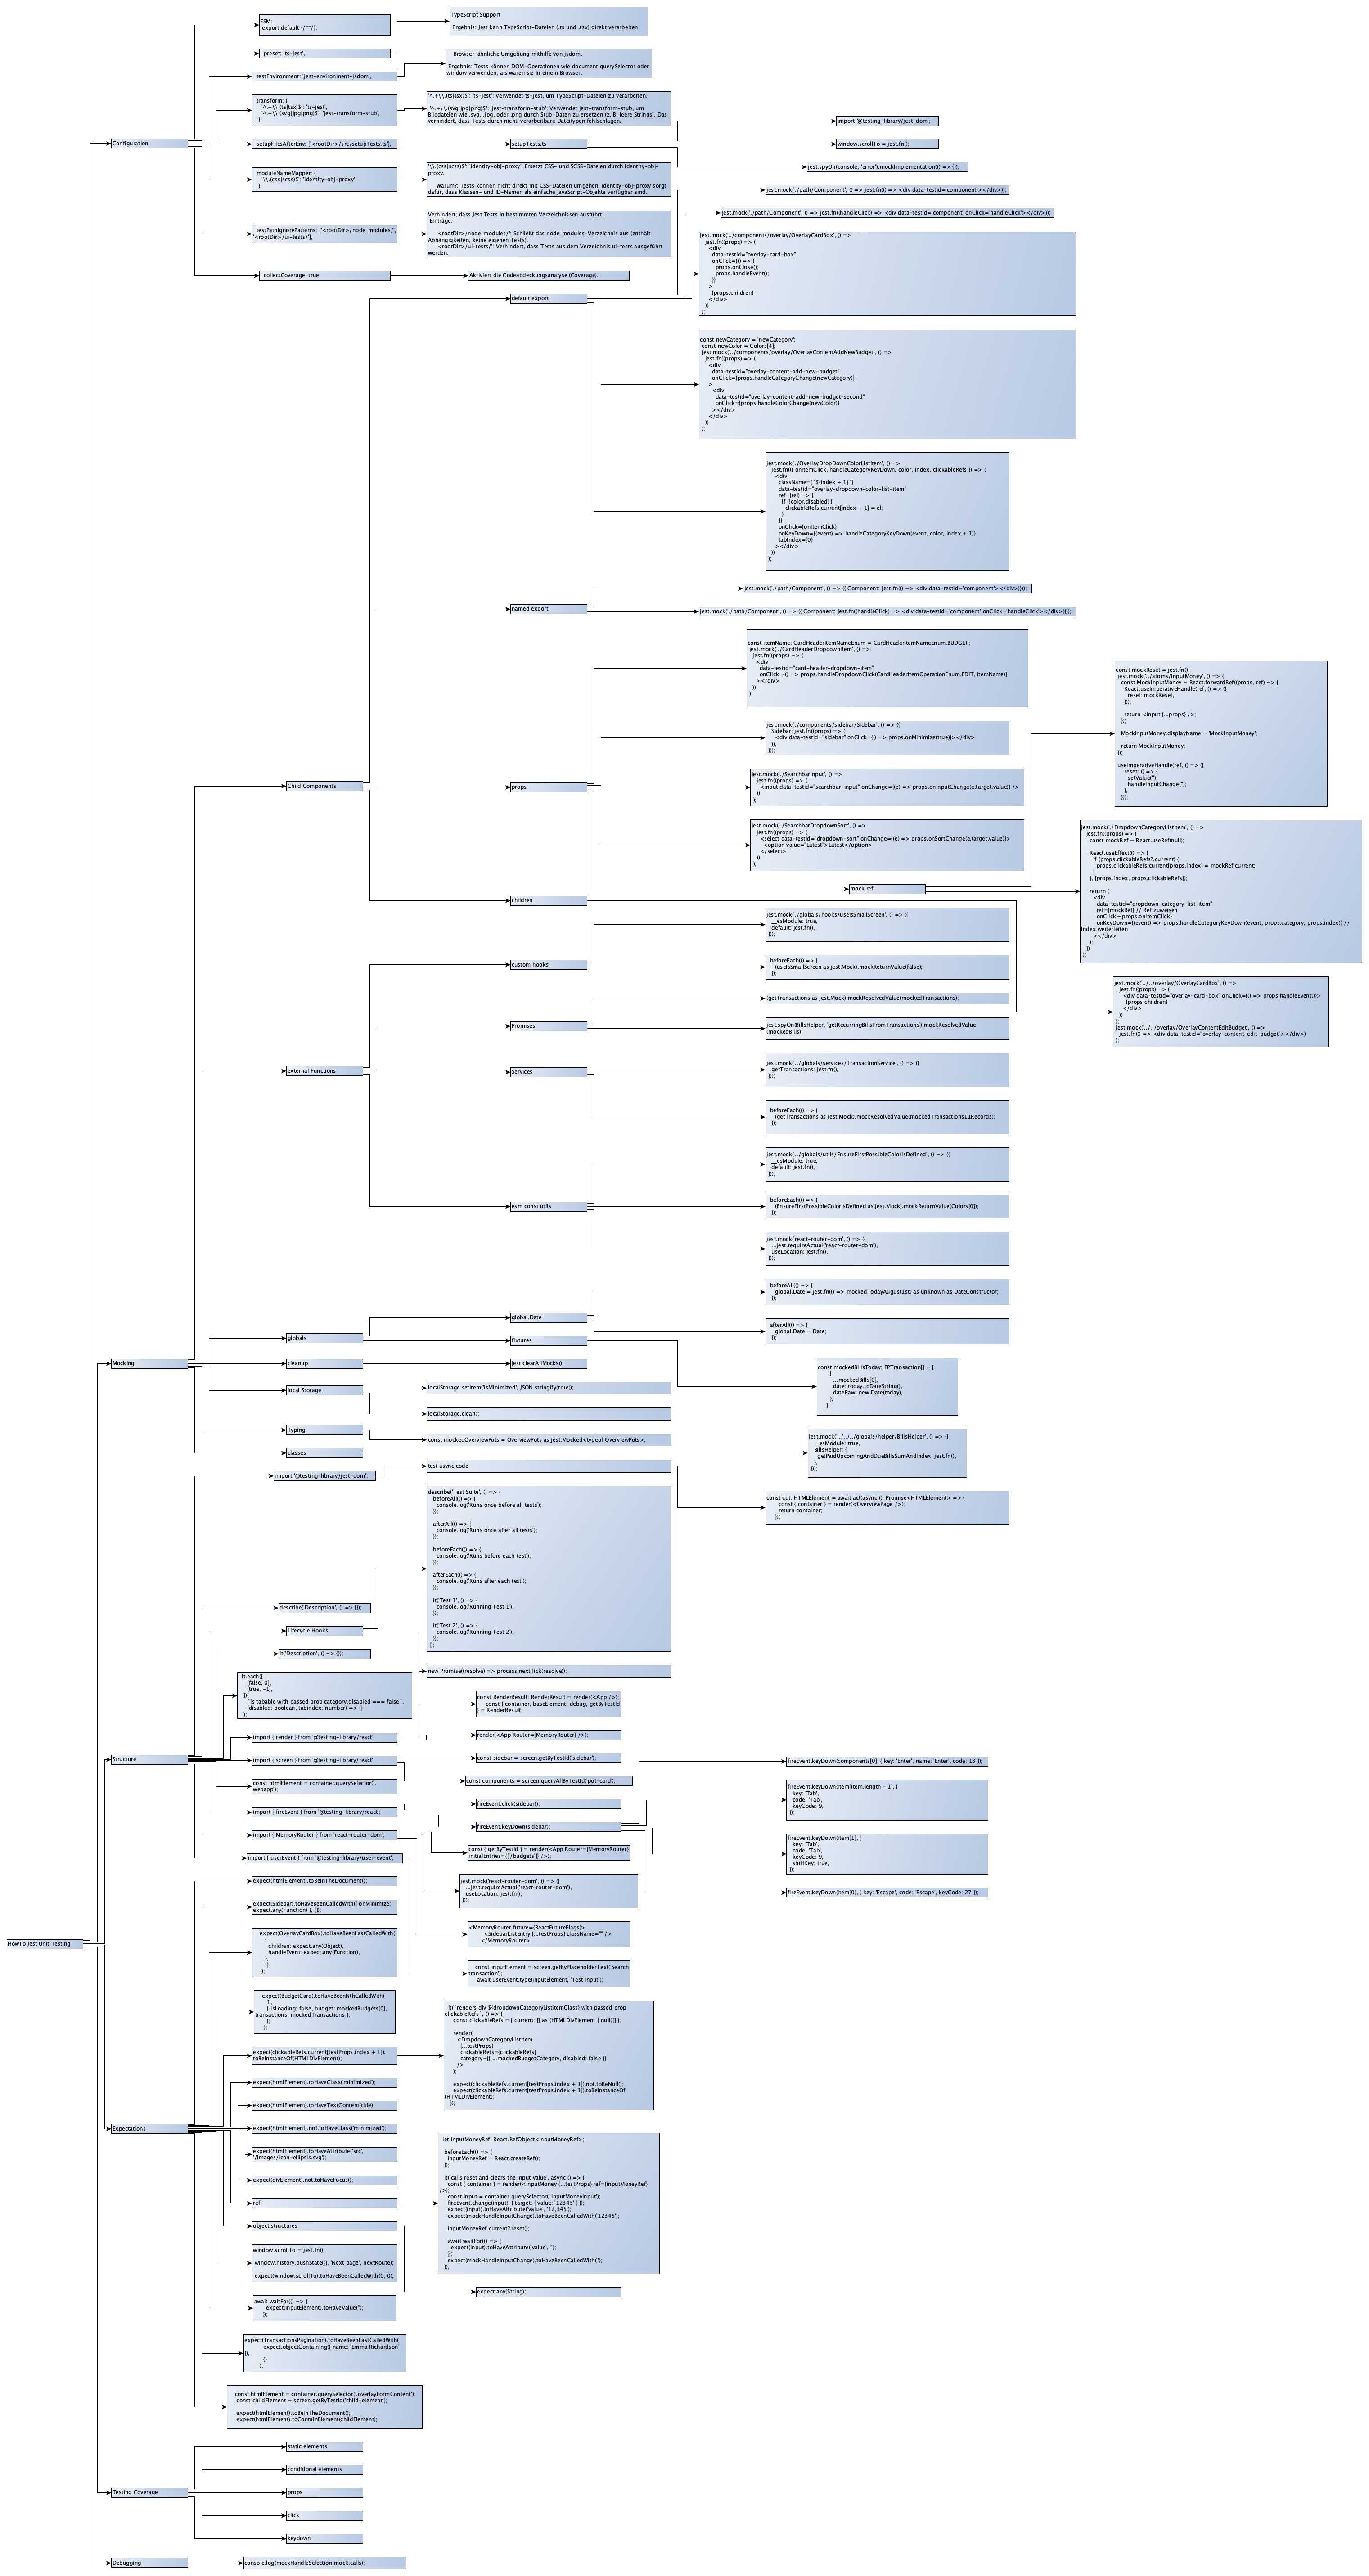 ESM:
export default {/**/};
TypeScript Support
Ergebnis: Jest kann TypeScript-Dateien (.ts und .tsx) direkt verarbeiten
preset: 'ts-jest',
Browser-ähnliche Umgebung mithilfe von jsdom.
Ergebnis: Tests können DOM-Operationen wie document.querySelector oder
window verwenden, als wären sie in einem Browser.
testEnvironment: 'jest-environment-jsdom',
transform: {
'^.+\\.(ts|tsx)$': 'ts-jest',
'^.+\\.(svg|jpg|png)$': 'jest-transform-stub',
},
'^.+\\.(ts|tsx)$': 'ts-jest': Verwendet ts-jest, um TypeScript-Dateien zu verarbeiten.
'^.+\\.(svg|jpg|png)$': 'jest-transform-stub': Verwendet jest-transform-stub, um
Bilddateien wie .svg, .jpg, oder .png durch Stub-Daten zu ersetzen (z. B. leere Strings). Das
verhindert, dass Tests durch nicht-verarbeitbare Dateitypen fehlschlagen.
Configuration
setupFilesAfterEnv: ['<rootDir>/src/setupTests.ts'],
setupTests.ts
import '@testing-library/jest-dom';
window.scrollTo = jest.fn();
jest.spyOn(console, 'error').mockImplementation(() => {});
moduleNameMapper: {
'\\.(css|scss)$': 'identity-obj-proxy',
},
'\\.(css|scss)$': 'identity-obj-proxy': Ersetzt CSS- und SCSS-Dateien durch identity-obj-
proxy.
Warum?: Tests können nicht direkt mit CSS-Dateien umgehen. identity-obj-proxy sorgt
dafür, dass Klassen- und ID-Namen als einfache JavaScript-Objekte verfügbar sind.
testPathIgnorePatterns: ['<rootDir>/node_modules/',
'<rootDir>/ui-tests/'],
Verhindert, dass Jest Tests in bestimmten Verzeichnissen ausführt.
Einträge:
'<rootDir>/node_modules/': Schließt das node_modules-Verzeichnis aus (enthält
Abhängigkeiten, keine eigenen Tests).
'<rootDir>/ui-tests/': Verhindert, dass Tests aus dem Verzeichnis ui-tests ausgeführt
werden.
collectCoverage: true,
Aktiviert die Codeabdeckungsanalyse (Coverage).
jest.mock('./path/Component', () => jest.fn(() => <div data-testid='component'></div>));
jest.mock('./path/Component', () => jest.fn((handleClick) => <div data-testid='component' onClick='handleClick'></div>));
default export
jest.mock('../components/overlay/OverlayCardBox', () =>
jest.fn((props) => (
<div
data-testid="overlay-card-box"
onClick={() => {
props.onClose();
props.handleEvent();
}}
>
{props.children}
</div>
))
);
const newCategory = 'newCategory';
const newColor = Colors[4];
jest.mock('../components/overlay/OverlayContentAddNewBudget', () =>
jest.fn((props) => (
<div
data-testid="overlay-content-add-new-budget"
onClick={props.handleCategoryChange(newCategory)}
>
<div
data-testid="overlay-content-add-new-budget-second"
onClick={props.handleColorChange(newColor)}
></div>
</div>
))
);
jest.mock('./OverlayDropDownColorListItem', () =>
jest.fn(({ onItemClick, handleCategoryKeyDown, color, index, clickableRefs }) => (
<div
className={`${index + 1}`}
data-testid="overlay-dropdown-color-list-item"
ref={(el) => {
if (!color.disabled) {
clickableRefs.current[index + 1] = el;
}
}}
onClick={onItemClick}
onKeyDown={(event) => handleCategoryKeyDown(event, color, index + 1)}
tabIndex={0}
></div>
))
);
named export
jest.mock('./path/Component', () => ({ Component: jest.fn(() => <div data-testid='component'></div>)}));
jest.mock('./path/Component', () => ({ Component: jest.fn((handleClick) => <div data-testid='component' onClick='handleClick'></div>)}));
Child Components
props
const itemName: CardHeaderItemNameEnum = CardHeaderItemNameEnum.BUDGET;
jest.mock('./CardHeaderDropdownItem', () =>
jest.fn((props) => (
<div
data-testid="card-header-dropdown-item"
onClick={() => props.handleDropdownClick(CardHeaderItemOperationEnum.EDIT, itemName)}
></div>
))
);
jest.mock('./components/sidebar/Sidebar', () => ({
Sidebar: jest.fn((props) => (
<div data-testid="sidebar" onClick={() => props.onMinimize(true)}></div>
)),
}));
jest.mock('./SearchbarInput', () =>
jest.fn((props) => (
<input data-testid="searchbar-input" onChange={(e) => props.onInputChange(e.target.value)} />
))
);
jest.mock('./SearchbarDropdownSort', () =>
jest.fn((props) => (
<select data-testid="dropdown-sort" onChange={(e) => props.onSortChange(e.target.value)}>
<option value="Latest">Latest</option>
</select>
))
);
mock ref
const mockReset = jest.fn();
jest.mock('../atoms/InputMoney', () => {
const MockInputMoney = React.forwardRef((props, ref) => {
React.useImperativeHandle(ref, () => ({
reset: mockReset,
}));
return <input {...props} />;
});
MockInputMoney.displayName = 'MockInputMoney';
return MockInputMoney;
});
useImperativeHandle(ref, () => ({
reset: () => {
setValue('');
handleInputChange('');
},
}));
jest.mock('./DropdownCategoryListItem', () =>
jest.fn((props) => {
const mockRef = React.useRef(null);
React.useEffect(() => {
if (props.clickableRefs?.current) {
props.clickableRefs.current[props.index] = mockRef.current;
}
}, [props.index, props.clickableRefs]);
return (
<div
data-testid="dropdown-category-list-item"
ref={mockRef} // Ref zuweisen
onClick={props.onItemClick}
onKeyDown={(event) => props.handleCategoryKeyDown(event, props.category, props.index)} //
Index weiterleiten
></div>
);
})
);
children
jest.mock('../../overlay/OverlayCardBox', () =>
jest.fn((props) => (
<div data-testid="overlay-card-box" onClick={() => props.handleEvent()}>
{props.children}
</div>
))
);
jest.mock('../../overlay/OverlayContentEditBudget', () =>
jest.fn(() => <div data-testid="overlay-content-edit-budget"></div>)
);
custom hooks
jest.mock('./globals/hooks/useIsSmallScreen', () => ({
__esModule: true,
default: jest.fn(),
}));
beforeEach(() => {
(useIsSmallScreen as jest.Mock).mockReturnValue(false);
});
Promises
(getTransactions as jest.Mock).mockResolvedValue(mockedTransactions);
jest.spyOn(BillsHelper, 'getRecurringBillsFromTransactions').mockResolvedValue
(mockedBills);
external Functions
Services
jest.mock('../globals/services/TransactionService', () => ({
getTransactions: jest.fn(),
}));
beforeEach(() => {
(getTransactions as jest.Mock).mockResolvedValue(mockedTransactions11Records);
});
esm const utils
jest.mock('../globals/utils/EnsureFirstPossibleColorIsDefined', () => ({
__esModule: true,
default: jest.fn(),
}));
beforeEach(() => {
(EnsureFirstPossibleColorIsDefined as jest.Mock).mockReturnValue(Colors[0]);
});
jest.mock('react-router-dom', () => ({
...jest.requireActual('react-router-dom'),
useLocation: jest.fn(),
}));
globals
global.Date
beforeAll(() => {
global.Date = jest.fn(() => mockedTodayAugust1st) as unknown as DateConstructor;
});
afterAll(() => {
global.Date = Date;
});
fixtures
const mockedBillsToday: EPTransaction[] = [
{
...mockedBills[0],
date: today.toDateString(),
dateRaw: new Date(today),
},
];
Mocking
cleanup
jest.clearAllMocks();
local Storage
localStorage.setItem('isMinimized', JSON.stringify(true));
localStorage.clear();
Typing
const mockedOverviewPots = OverviewPots as jest.Mocked<typeof OverviewPots>;
classes
jest.mock('../../../globals/helper/BillsHelper', () => ({
__esModule: true,
BillsHelper: {
getPaidUpcomingAndDueBillsSumAndIndex: jest.fn(),
},
}));
import '@testing-library/jest-dom';
test async code
const cut: HTMLElement = await act(async (): Promise<HTMLElement> => {
const { container } = render(<OverviewPage />);
return container;
});
describe('Test Suite', () => {
beforeAll(() => {
console.log('Runs once before all tests');
});
afterAll(() => {
console.log('Runs once after all tests');
});
beforeEach(() => {
console.log('Runs before each test');
});
afterEach(() => {
console.log('Runs after each test');
});
it('Test 1', () => {
console.log('Running Test 1');
});
it('Test 2', () => {
console.log('Running Test 2');
});
});
describe('Description', () => {});
Lifecycle Hooks
new Promise((resolve) => process.nextTick(resolve));
it('Description', () => {});
it.each([
[false, 0],
[true, -1],
])(
`is tabable with passed prop category.disabled === false`,
(disabled: boolean, tabindex: number) => {}
);
Structure
import { render } from '@testing-library/react';
const RenderResult: RenderResult = render(<App />);
const { container, baseElement, debug, getByTestId
} = RenderResult;
render(<App Router={MemoryRouter} />);
import { screen } from '@testing-library/react';
const sidebar = screen.getByTestId('sidebar');
const components = screen.queryAllByTestId('pot-card');
const htmlElement = container.querySelector('.
webapp');
import { fireEvent } from '@testing-library/react';
fireEvent.click(sidebar!);
fireEvent.keyDown(sidebar);
fireEvent.keyDown(components[0], { key: 'Enter', name: 'Enter', code: 13 });
fireEvent.keyDown(item[item.length - 1], {
key: 'Tab',
code: 'Tab',
keyCode: 9,
});
fireEvent.keyDown(item[1], {
key: 'Tab',
code: 'Tab',
keyCode: 9,
shiftKey: true,
});
fireEvent.keyDown(item[0], { key: 'Escape', code: 'Escape', keyCode: 27 });
import { MemoryRouter } from 'react-router-dom';
const { getByTestId } = render(<App Router={MemoryRouter}
initialEntries={['/budgets']} />);
jest.mock('react-router-dom', () => ({
...jest.requireActual('react-router-dom'),
useLocation: jest.fn(),
}));
<MemoryRouter future={ReactFutureFlags}>
<SidebarListEntry {...testProps} className="" />
</MemoryRouter>
import { userEvent } from '@testing-library/user-event';
const inputElement = screen.getByPlaceholderText('Search
transaction');
await userEvent.type(inputElement, 'Test input');
HowTo Jest Unit Testing
expect(htmlElement).toBeInTheDocument();
expect(Sidebar).toHaveBeenCalledWith({ onMinimize:
expect.any(Function) }, {});
expect(OverlayCardBox).toHaveBeenLastCalledWith(
{
children: expect.any(Object),
handleEvent: expect.any(Function),
},
{}
);
expect(BudgetCard).toHaveBeenNthCalledWith(
1,
{ isLoading: false, budget: mockedBudgets[0],
transactions: mockedTransactions },
{}
);
expect(clickableRefs.current[testProps.index + 1]).
toBeInstanceOf(HTMLDivElement);
it(`renders div ${dropdownCategoryListItemClass} with passed prop
clickableRefs`, () => {
const clickableRefs = { current: [] as (HTMLDivElement | null)[] };
render(
<DropdownCategoryListItem
{...testProps}
clickableRefs={clickableRefs}
category={{ ...mockedBudgetCategory, disabled: false }}
/>
);
expect(clickableRefs.current[testProps.index + 1]).not.toBeNull();
expect(clickableRefs.current[testProps.index + 1]).toBeInstanceOf
(HTMLDivElement);
});
expect(htmlElement).toHaveClass('minimized');
expect(htmlElement).toHaveTextContent(title);
Expectations
expect(htmlElement).not.toHaveClass('minimized');
expect(htmlElement).toHaveAttribute('src',
'/images/icon-ellipsis.svg');
expect(divElement).not.toHaveFocus();
ref
let inputMoneyRef: React.RefObject<InputMoneyRef>;
beforeEach(() => {
inputMoneyRef = React.createRef();
});
it('calls reset and clears the input value', async () => {
const { container } = render(<InputMoney {...testProps} ref={inputMoneyRef}
/>);
const input = container.querySelector('.inputMoneyInput');
fireEvent.change(input!, { target: { value: '12345' } });
expect(input).toHaveAttribute('value', '12,345');
expect(mockHandleInputChange).toHaveBeenCalledWith('12345');
inputMoneyRef.current?.reset();
await waitFor(() => {
expect(input).toHaveAttribute('value', '');
});
expect(mockHandleInputChange).toHaveBeenCalledWith('');
});
object structures
expect.any(String);
window.scrollTo = jest.fn();
window.history.pushState({}, 'Next page', nextRoute);
expect(window.scrollTo).toHaveBeenCalledWith(0, 0);
await waitFor(() => {
expect(inputElement).toHaveValue('');
});
expect(TransactionsPagination).toHaveBeenLastCalledWith(
expect.objectContaining({ name: 'Emma Richardson'
}),
{}
);
const htmlElement = container.querySelector('.overlayFormContent');
const childElement = screen.getByTestId('child-element');
expect(htmlElement).toBeInTheDocument();
expect(htmlElement).toContainElement(childElement);
Testing Coverage
static elements
conditional elements
props
click
keydown
Debugging
console.log(mockHandleSelection.mock.calls);